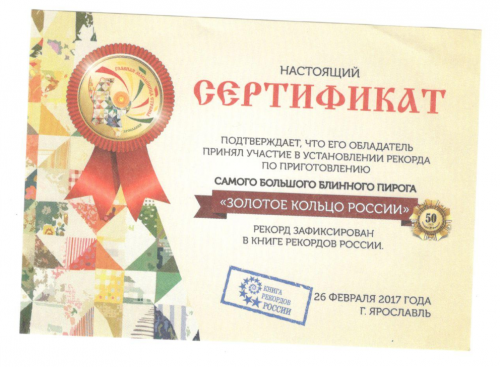 НАСТОЯЩИЙ
СЕРТИФИКАТ
ПОДТВЕРЖДАЕТ, ЧТО ЕГО ОБЛАДАТЕЛЬ
ПРИНЯЛ УЧАСТИЕ В УСТАНОВЛЕНИИ РЕКОРДА
ПО ПРИГОТОВЛЕНИЮ
САМОГО БОЛЬШОГО БЛИННОГО ПИРОГА
«ЗОЛОТОЕ КОЛЬЦО РОССИИ»
50
РЕКОРД ЗАФИКСИРОВАН
В КНИГЕ РЕКОРДОВ РОССИИ.
КНИГА
РЕКОРДОВ
РОССИИ
26 ФЕВРАЛЯ 2017 ГОДА
Г. ЯРОСЛАВЛЬ